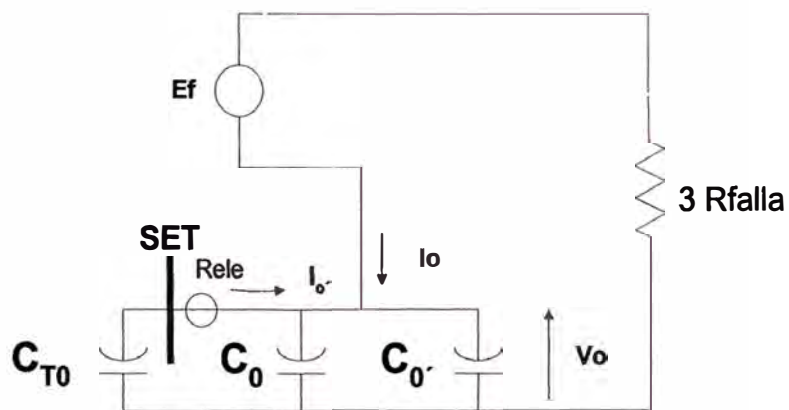 Ef
3 Rfalla
SET
Rele
Io´
Io
CT0
C0
C0´
Vo